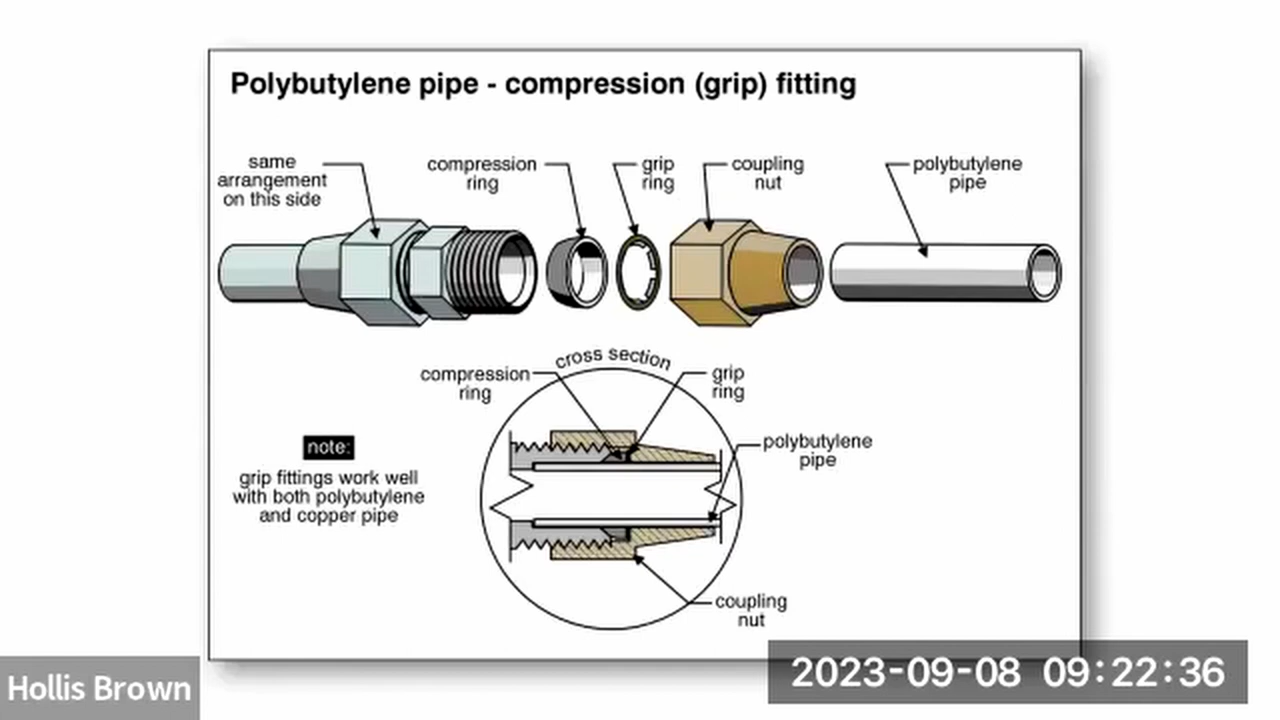 Polybutylene pipe - compression (grip) fitting
same
arrangement
on this side
compression
ring
grip
ring
coupling
nut
polybutylene
pipe
cross section
compression
ring
grip
ring
polybutylene
pipe
note:
grip fittings work well
with both polybutylene
and copper pipe
coupling
nut
Hollis Brown
2023-09-08 09:22:36